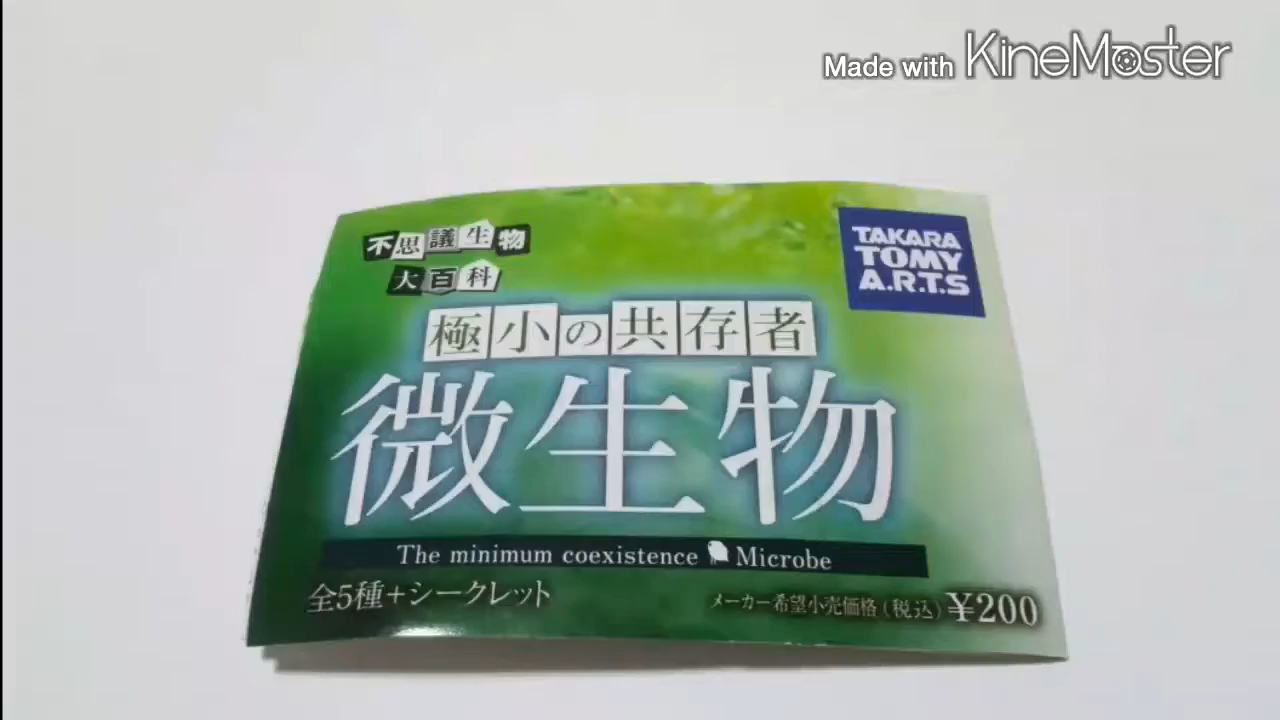 Made with KineMaster
不思議生物
大百科
TAKARA
TOMY
A.R.T.S
極小の共存者
微生物
The minimum coexistence Microbe
全5種+シークレット
メーカー希望小売価格(税込)¥200